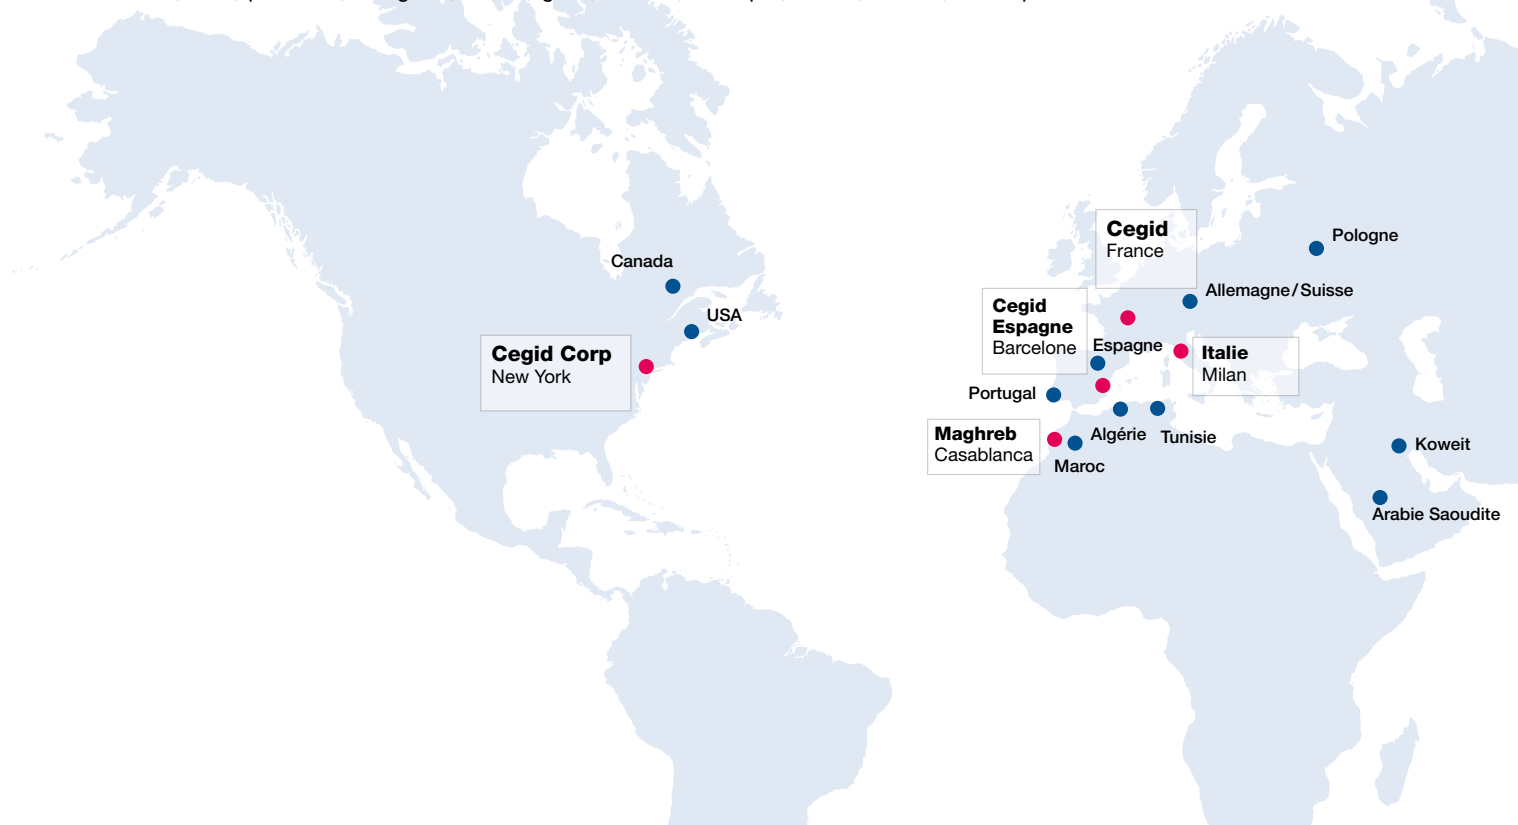 Cegid
France
Pologne
Canada
Allemagne/Suisse
Cegid
Espagne
Barcelone
USA
Espagne
Cegid Corp
New York
Italie
Milan
Portugal
Maghreb
Casablanca
Algérie
Tunisie
Maroc
Koweit
Arabie Saoudite